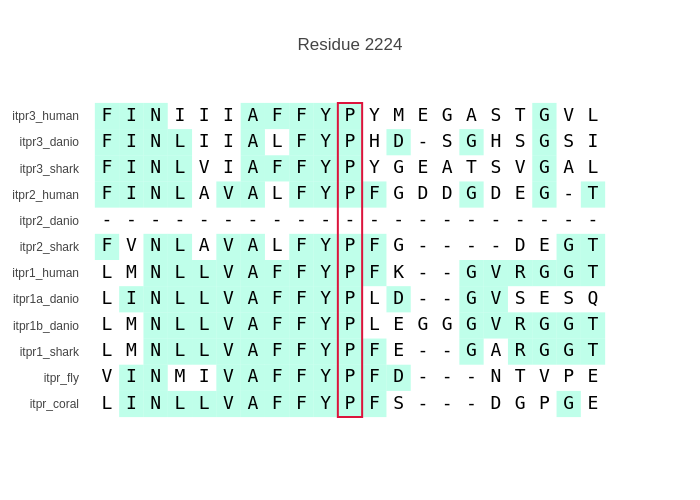 Residue 2224
itpr3_human F I N I I I A F F Y P Y M E G A S T G V L
itpr3_danio F I N L I I A L F Y P H D - S G H S G S I
itpr3_shark F I N L V I A F F Y P Y G E A T S V G A L
itpr2_human F I N L A V A L F Y P F G D D G D E G - T
itpr2_danio - - - - - - - - - - - - - - - - - - - - -
itpr2_shark F V N L A V A L F Y P F G - - - - D E G T
itpr1_human L M N L L V A F F Y P F K - - G V R G G T
itpr1a_danio L I N L L V A F F Y P L D - - G V S E S Q
itpr1b_danio L M N L L V A F F Y P L E G G G V R G G T
itpr1_shark L M N L L V A F F Y P F E - - G A R G G T
itpr_fly V I N M I V A F F Y P F D - - - N T V P E
itpr_coral L I N L L V A F F Y P F S - - - D G P G E